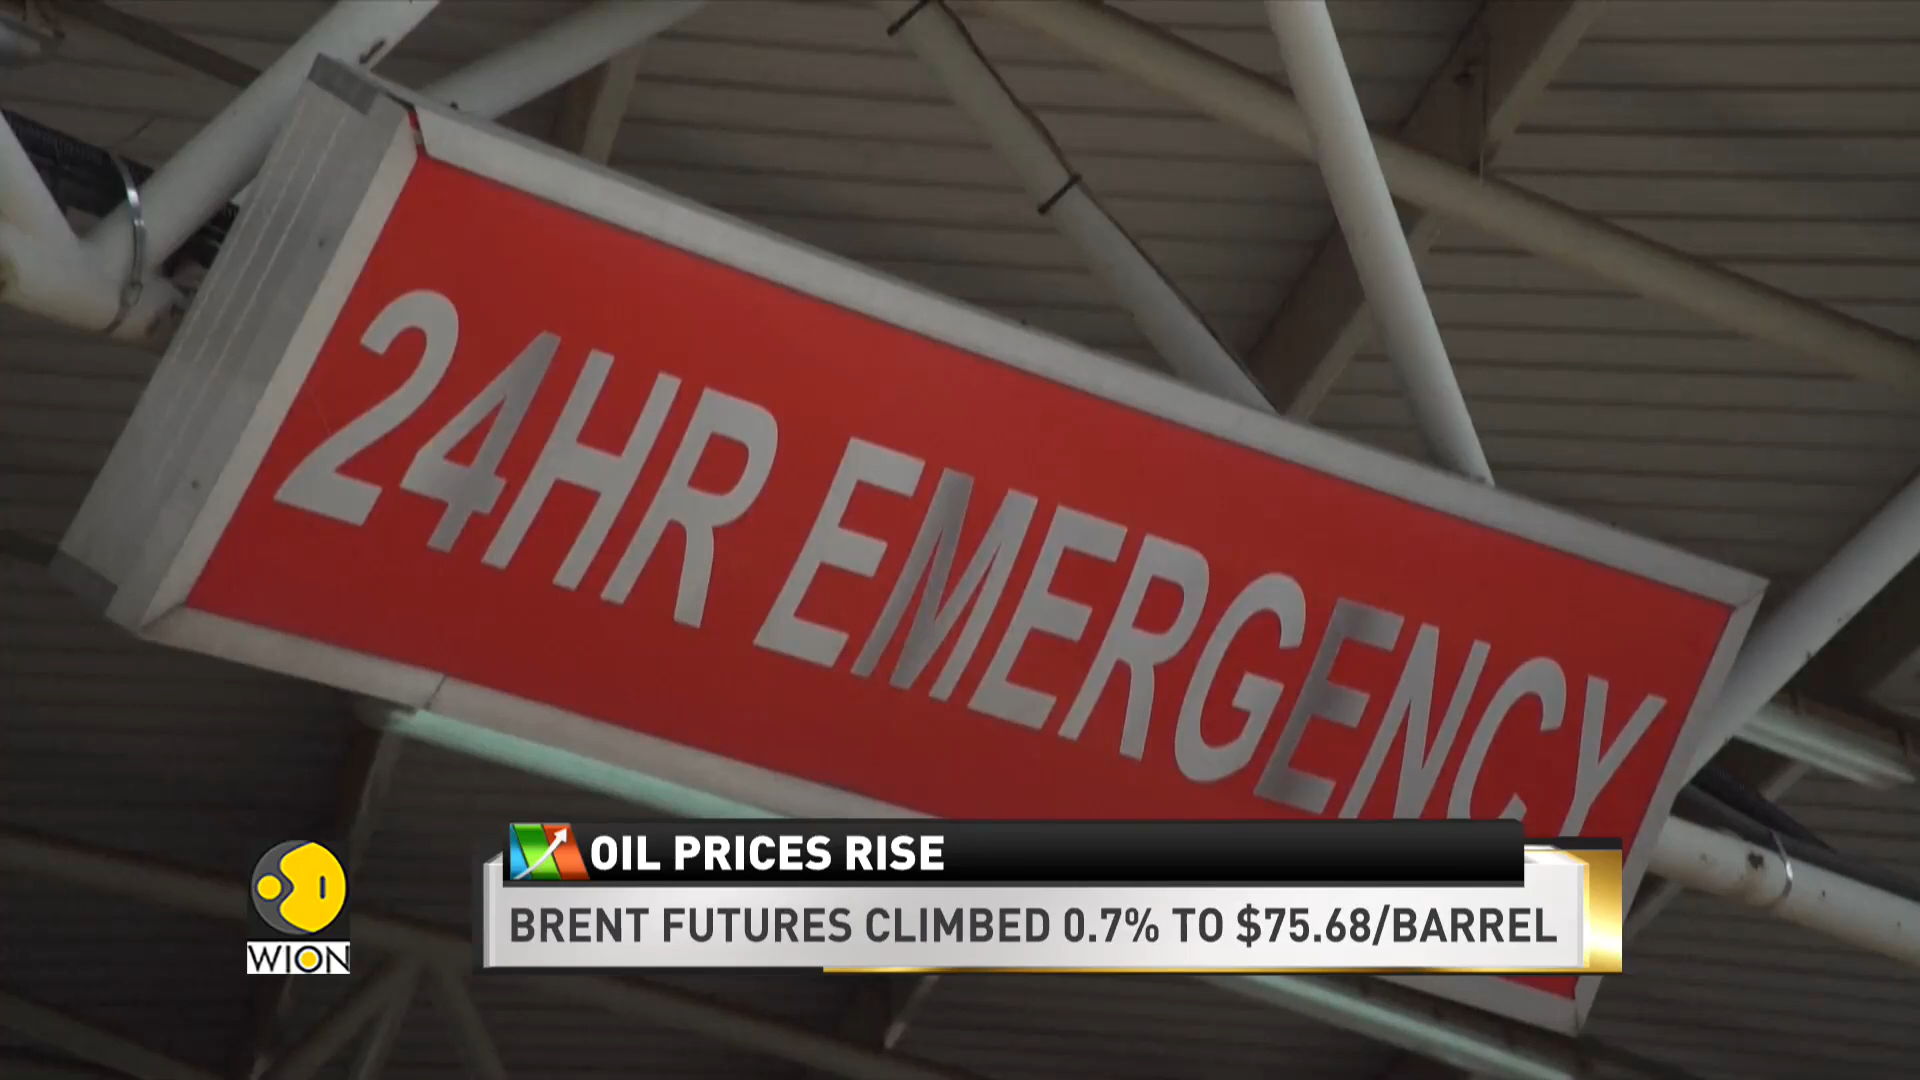 24HR EMERGENCY
OIL PRICES RISE
BRENT FUTURES CLIMBED 0.7% TO $75.68/BARREL
WION